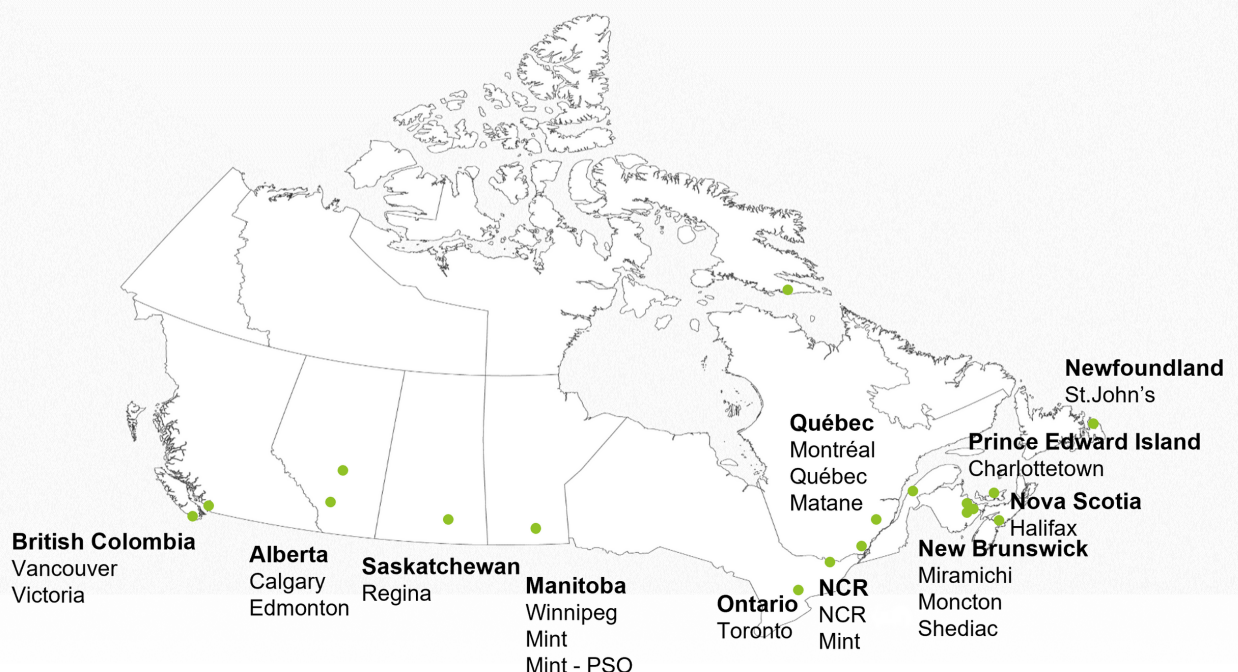 Newfoundland
St.John's
Québec
Montréal
Québec
Matane
Prince Edward Island
Charlottetown
Nova Scotia
Halifax
British Colombia
Vancouver
Victoria
Alberta
Calgary
Edmonton
Saskatchewan
Regina
Manitoba
Winnipeg
Mint
Mint - PSO
Ontario
Toronto
NCR
NCR
Mint
New Brunswick
Miramichi
Moncton
Shediac